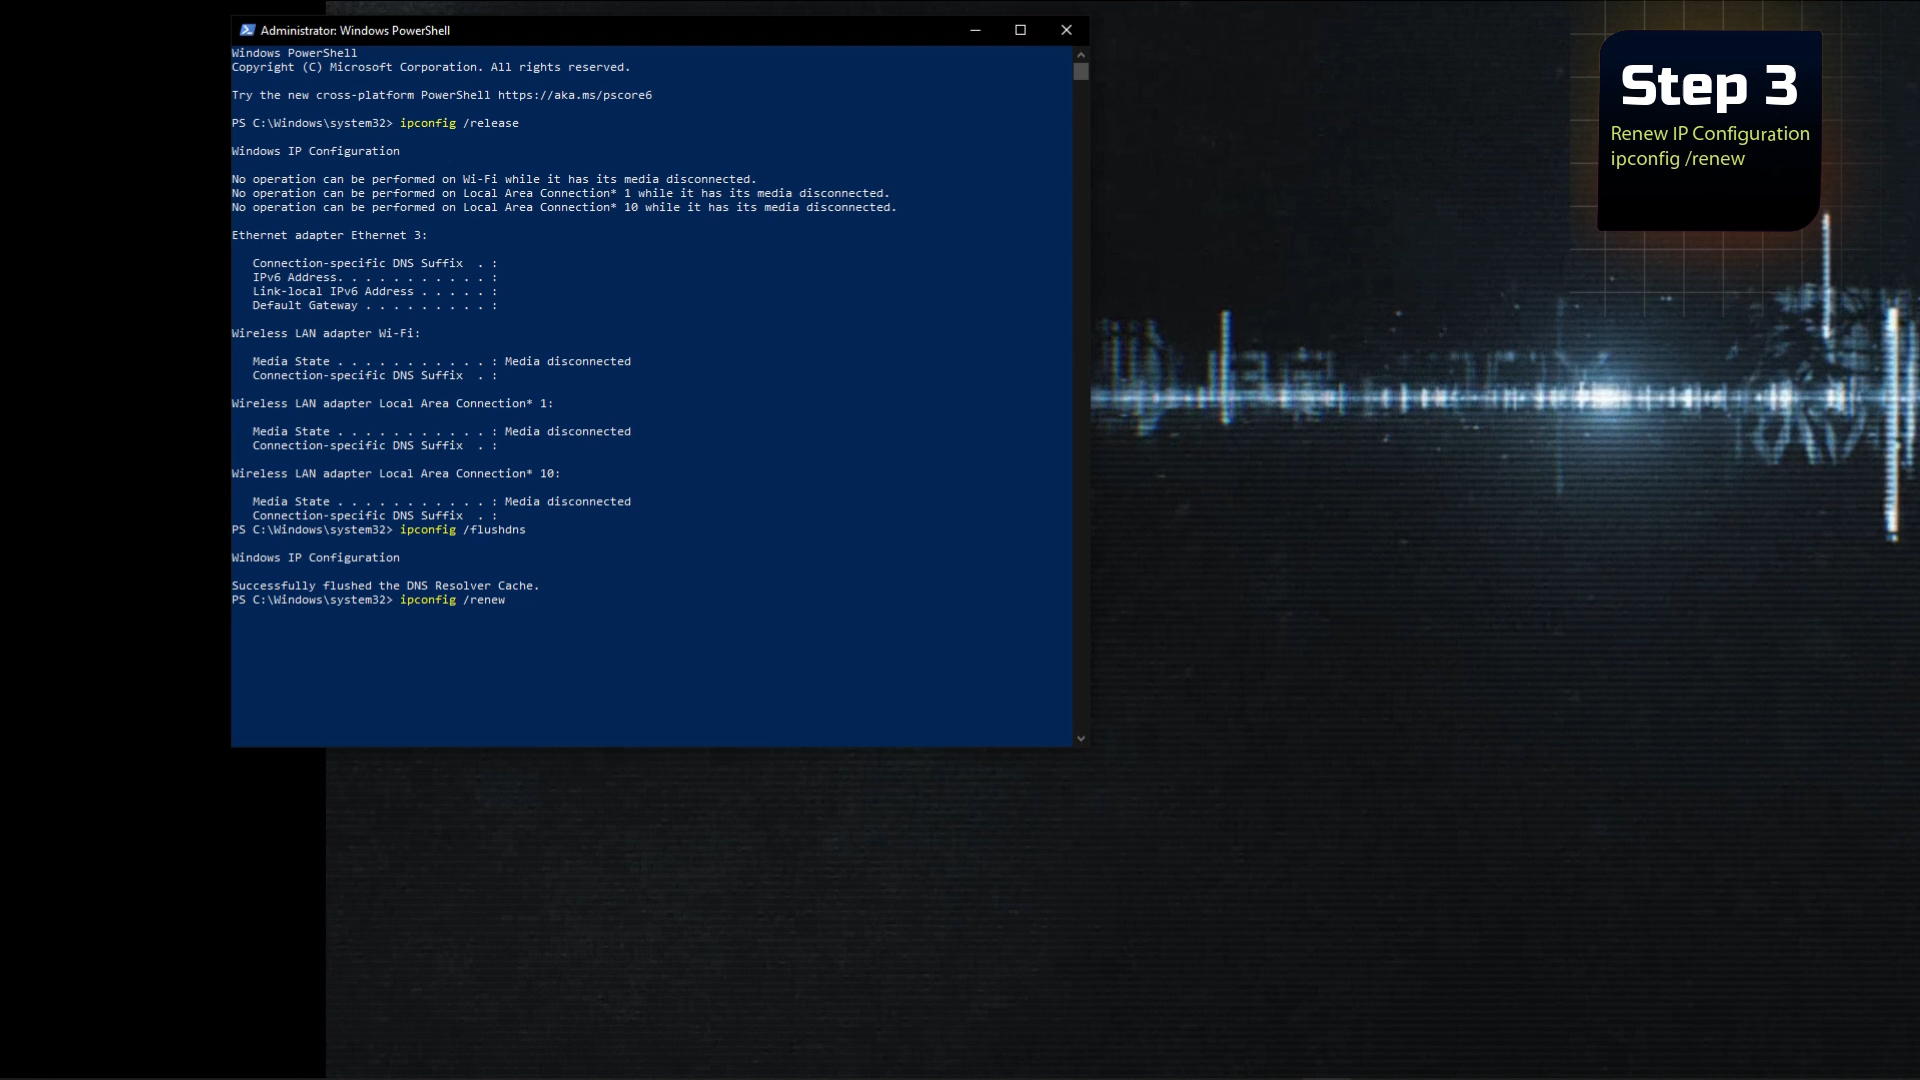 Administrator: Windows PowerShell
Windows PowerShell
Copyright (C) Microsoft Corporation. All rights reserved.
Try the new cross-platform PowerShell https://aka.ms/pscore6
PS C:\Windows\system32> ipconfig /release
Windows IP Configuration
No operation can be performed on Wi-Fi while it has its media disconnected.
No operation can be performed on Local Area Connection* 1 while it has its media disconnected.
No operation can be performed on Local Area Connection* 10 while it has its media disconnected.
Ethernet adapter Ethernet 3:
Connection-specific DNS Suffix  . :
IPv6 Address. . . . . . . . . . . :
Link-local IPv6 Address . . . . . :
Default Gateway . . . . . . . . . :
Wireless LAN adapter Wi-Fi:
Media State . . . . . . . . . . . : Media disconnected
Connection-specific DNS Suffix  . :
Wireless LAN adapter Local Area Connection* 1:
Media State . . . . . . . . . . . : Media disconnected
Connection-specific DNS Suffix  . :
Wireless LAN adapter Local Area Connection* 10:
Media State . . . . . . . . . . . : Media disconnected
Connection-specific DNS Suffix  . :
PS C:\Windows\system32> ipconfig /flushdns
Windows IP Configuration
Successfully flushed the DNS Resolver Cache.
PS C:\Windows\system32> ipconfig /renew
Step 3
Renew IP Configuration
ipconfig /renew